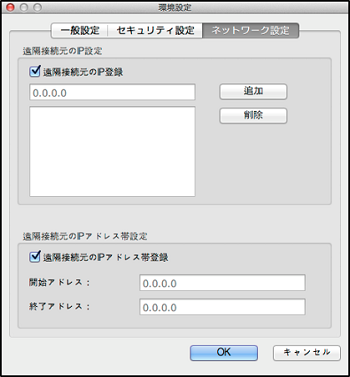 環境設定
一般設定 セキュリティ設定 ネットワーク設定
遠隔接続元のIP設定
遠隔接続元のIP登録
0.0.0.0 追加
削除
遠隔接続元のIPアドレス帯設定
遠隔接続元のIPアドレス帯登録
開始アドレス： 0.0.0.0
終了アドレス： 0.0.0.0
OK キャンセル